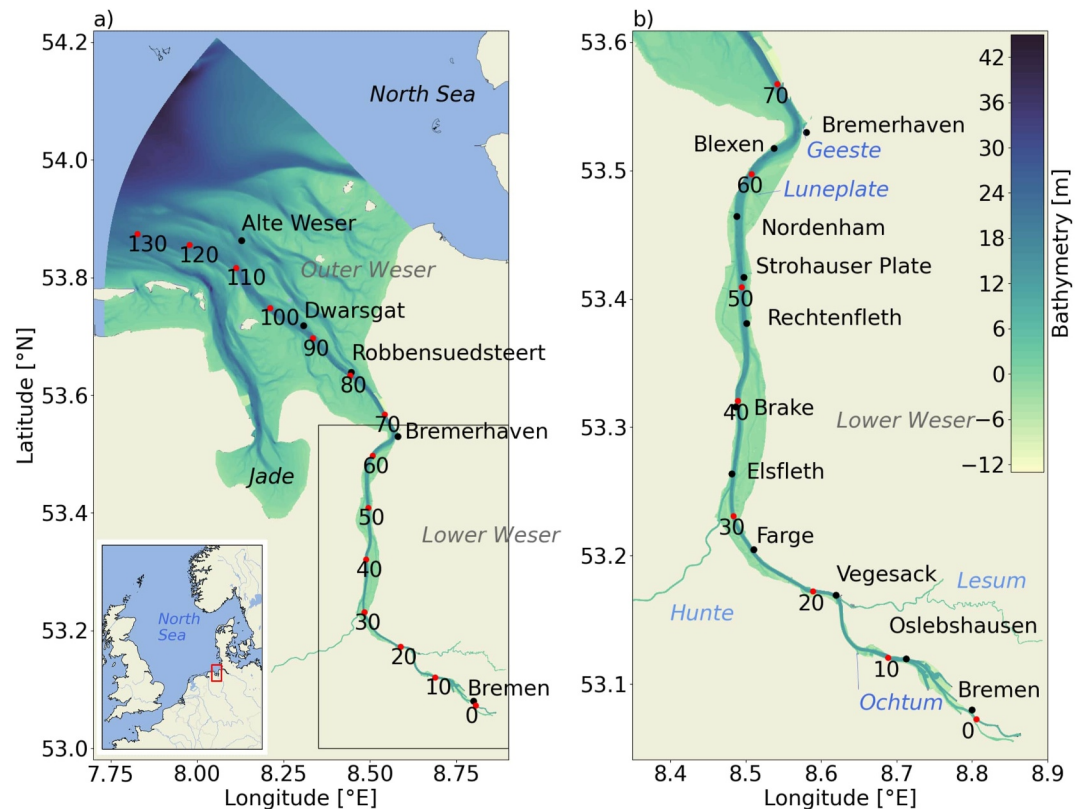 a)
54.2
54.0
53.8
53.6
53.4
53.2
53.0
Latitude [°N]
7.75
8.00
8.25
8.50
8.75
Longitude [°E]
North Sea
Alte Weser
130
120
110
Outer Weser
100
Dwarsgat
90
Robbensuedsteert
80
70
Bremerhaven
60
Jade
50
Lower Weser
40
30
20
10
Bremen
0
North
Sea
b)
53.6
53.5
53.4
53.3
53.2
53.1
8.4
8.5
8.6
8.7
8.8
8.9
Longitude [°E]
70
Bremerhaven
Blexen
Geeste
60
Luneplate
Nordenham
Strohauser Plate
50
Rechtenfleth
40
Brake
Lower Weser
Elsfleth
30
Farge
Vegesack
20
Lesum
Hunte
Oslebshausen
10
Ochtum
Bremen
0
42
36
30
24
18
12
6
0
−6
−12
Bathymetry [m]